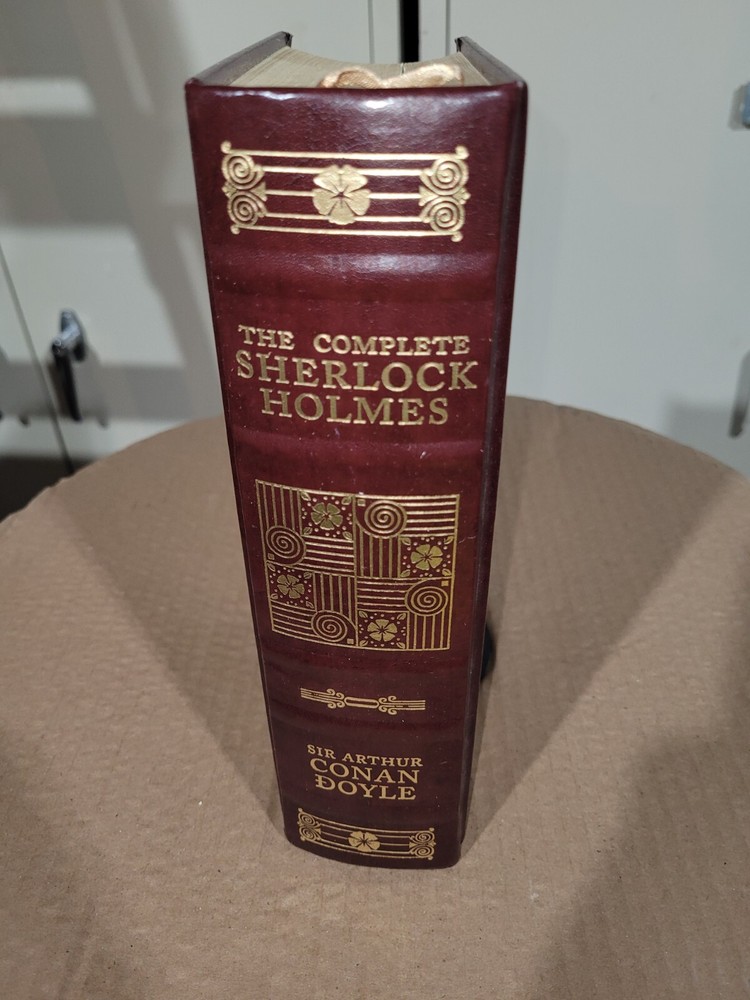 THE COMPLETE
SHERLOCK
HOLMES
SIR ARTHUR
CONAN
DOYLE